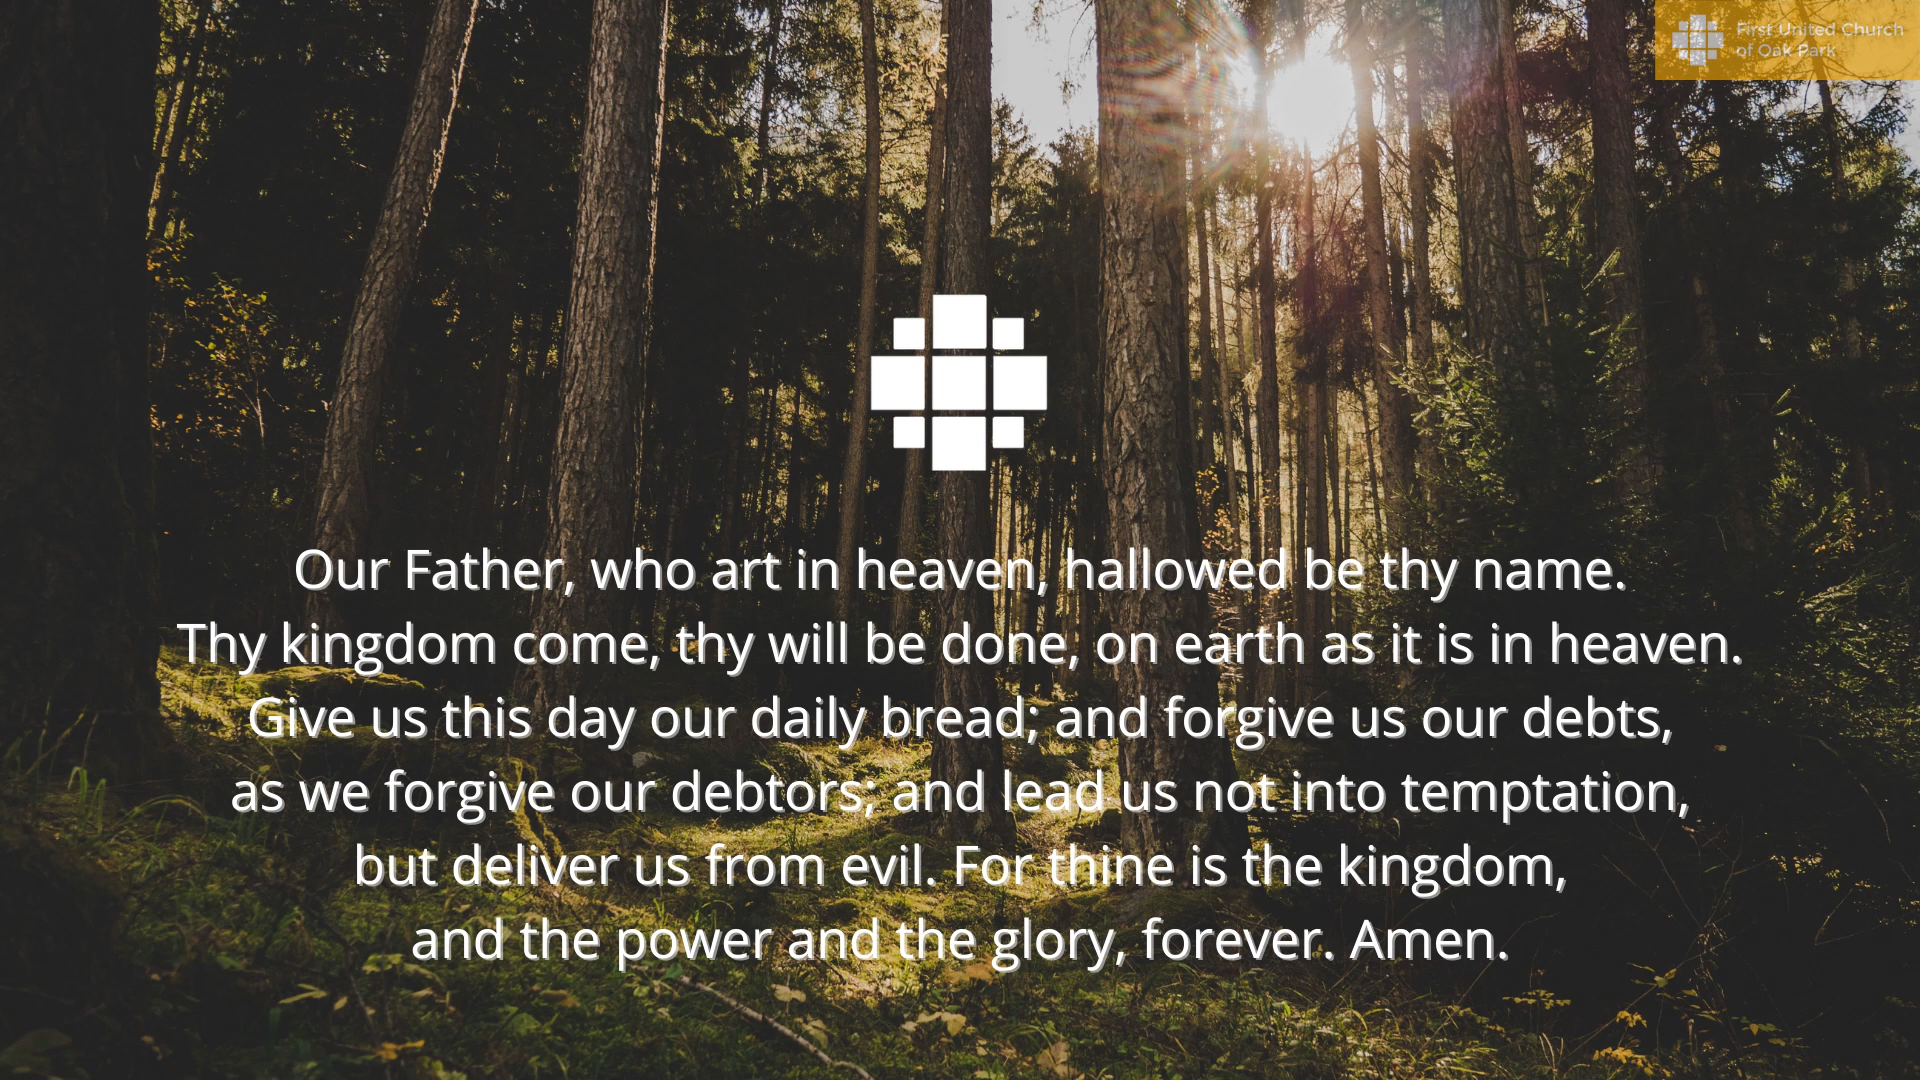 First United Church
of Oak Park
Our Father, who art in heaven, hallowed be thy name.
Thy kingdom come, thy will be done, on earth as it is in heaven.
Give us this day our daily bread; and forgive us our debts,
as we forgive our debtors; and lead us not into temptation,
but deliver us from evil. For thine is the kingdom,
and the power and the glory, forever. Amen.